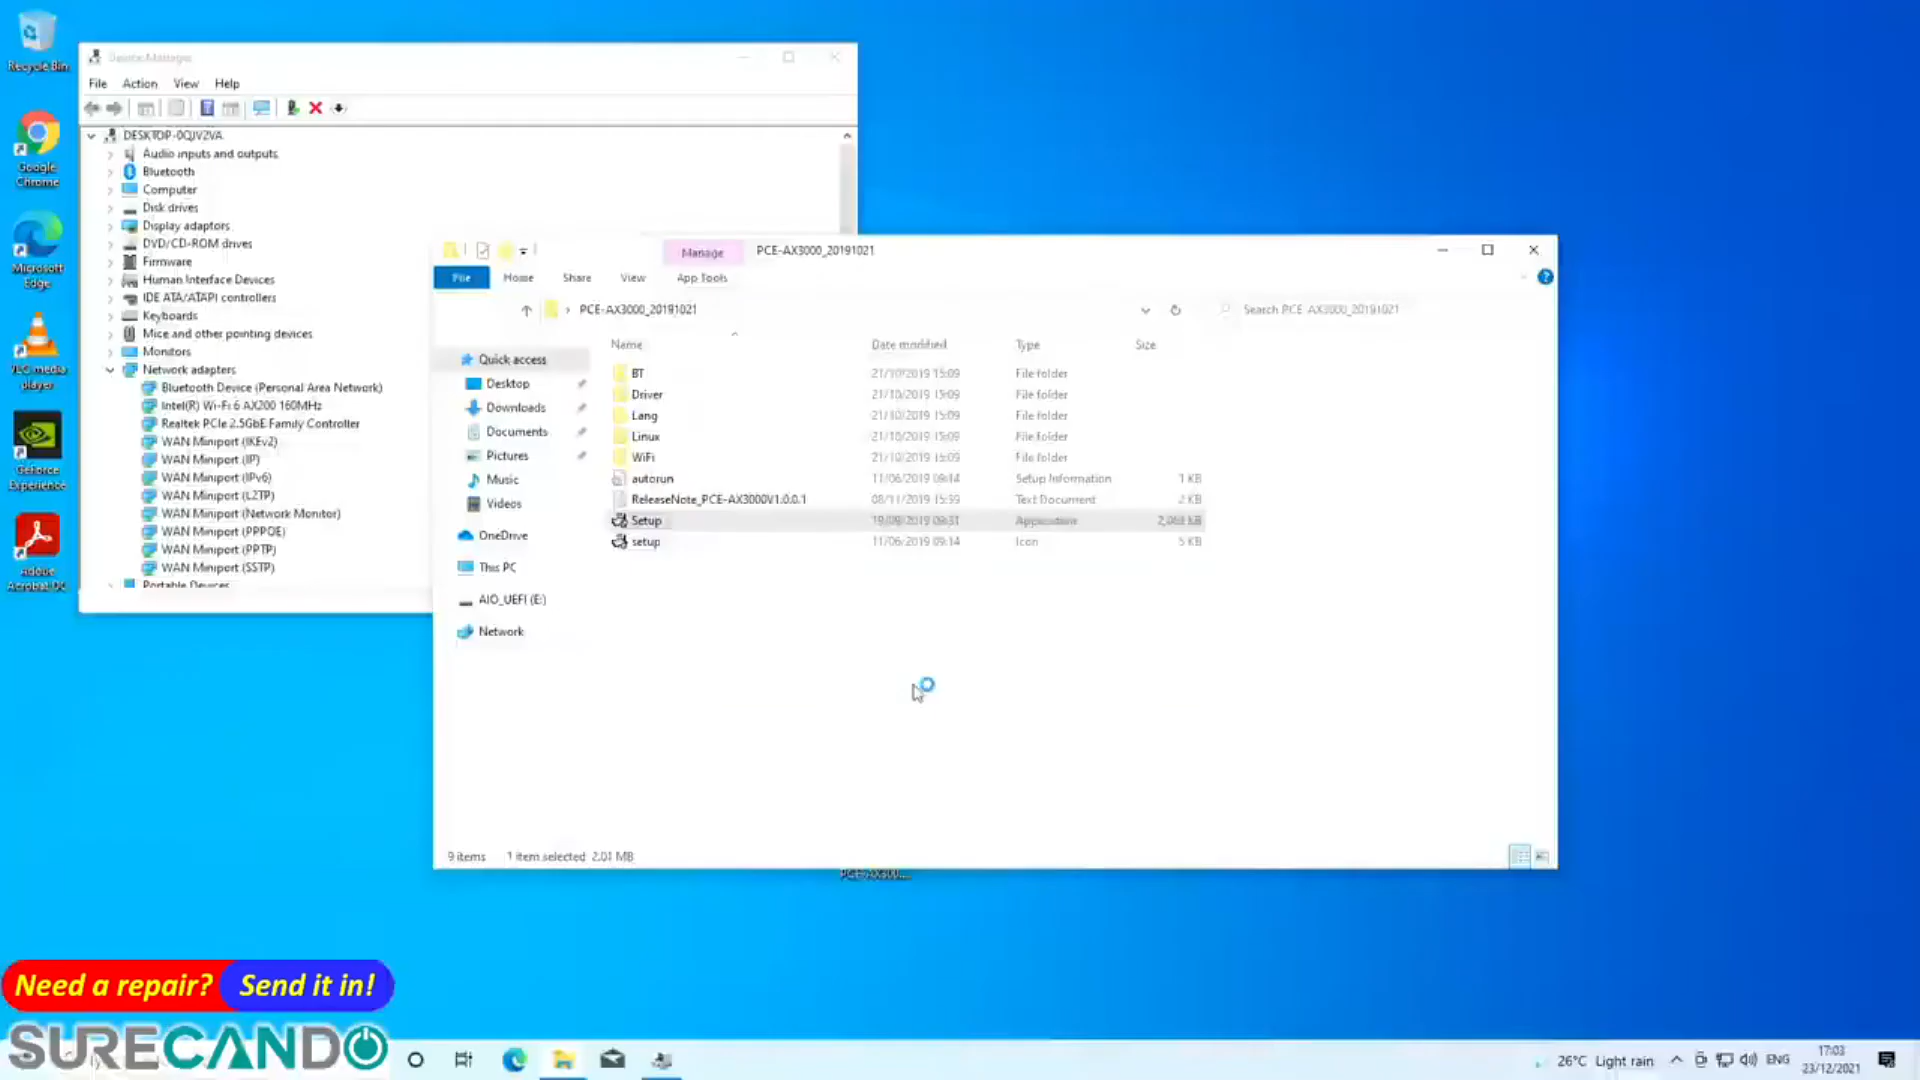 Recycle Bin
Google
Chrome
Microsoft
Edge
VLC media
player
GeForce
Experience
Adobe
Acrobat DC
Device Manager
File Action View Help
DESKTOP-0QJV2VA
Audio inputs and outputs
Bluetooth
Computer
Disk drives
Display adaptors
DVD/CD-ROM drives
Firmware
Human Interface Devices
IDE ATA/ATAPI controllers
Keyboards
Mice and other pointing devices
Monitors
Network adapters
Bluetooth Device (Personal Area Network)
Intel(R) Wi-Fi 6 AX200 160MHz
Realtek PCIe 2.5GbE Family Controller
WAN Miniport (IKEv2)
WAN Miniport (IP)
WAN Miniport (IPv6)
WAN Miniport (L2TP)
WAN Miniport (Network Monitor)
WAN Miniport (PPPOE)
WAN Miniport (PPTP)
WAN Miniport (SSTP)
Portable Devices
Manage PCE-AX3000_20191021
File Home Share View App Tools
PCE-AX3000_20191021
Search PCE-AX3000_20191021
Quick access
Desktop
Downloads
Documents
Pictures
Music
Videos
OneDrive
This PC
AIO_UEFI (E:)
Network
Name Date modified Type Size
BT 21/10/2019 15:09 File folder
Driver 21/10/2019 15:09 File folder
Lang 21/10/2019 15:09 File folder
Linux 21/10/2019 15:09 File folder
WiFi 21/10/2019 15:09 File folder
autorun 11/06/2019 09:14 Setup Information 1 KB
ReleaseNote_PCE-AX3000V1.0.0.1 08/11/2019 15:39 Text Document 2 KB
Setup 19/09/2019 09:31 Application KB
setup 11/06/2019 09:14 Icon 5 KB
9 items 1 item selected 2.01 MB
PCE-AX300...
Need a repair? Send it in!
SURECANDO
26°C Light rain ENG 17:03
23/12/2021